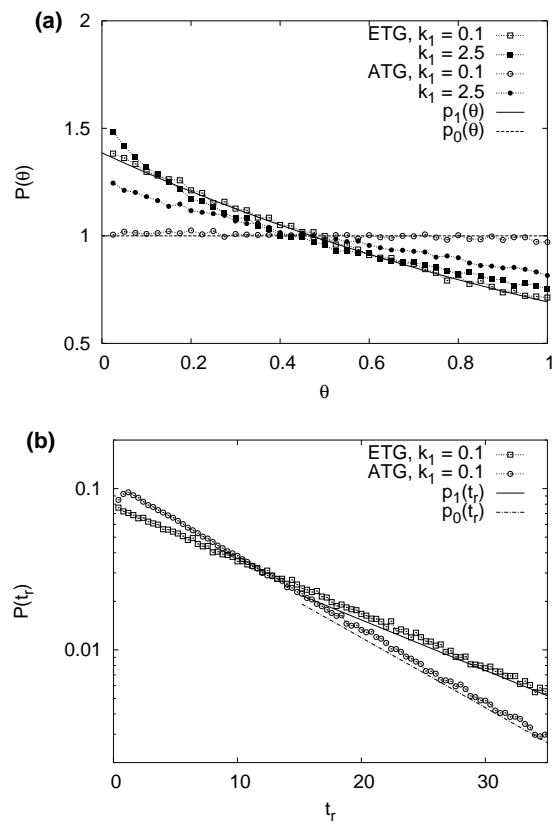 (a)
2
1.5
1
0.5
P(θ)
ETG, k₁ = 0.1
k₁ = 2.5
ATG, k₁ = 0.1
k₁ = 2.5
p₁(θ)
p₀(θ)
0 0.2 0.4 0.6 0.8 1
θ
(b)
0.1
0.01
P(tᵣ)
ETG, k₁ = 0.1
ATG, k₁ = 0.1
p₁(tᵣ)
p₀(tᵣ)
0 10 20 30
tᵣ